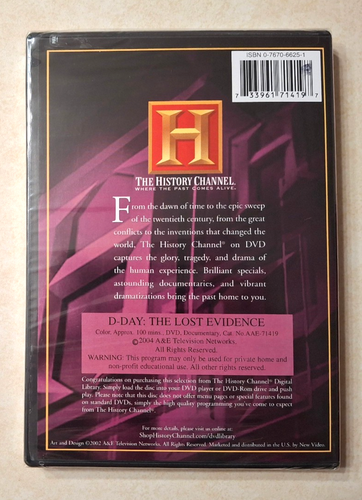 ISBN 0-7670-6625-1
7 33961 71419 7
H
THE HISTORY CHANNEL.
WHERE THE PAST COMES ALIVE.
From the dawn of time to the epic sweep
of the twentieth century, from the great
conflicts to the inventions that changed the
world, The History Channel® on DVD
captures the glory, tragedy, and drama of
the human experience. Brilliant specials,
astounding documentaries, and vibrant
dramatizations bring the past home to you.
D-DAY: THE LOST EVIDENCE
Color, Approx. 100 mins., DVD, Documentary, Cat. No. AAE-71419
©2004 A&E Television Networks.
All Rights Reserved.
WARNING: This program may only be used for private home and
non-profit educational use. All other rights reserved.
Congratulations on purchasing this selection from The History Channel® Digital
Library. Simply load the disc into your DVD player or DVD-Rom drive and push
play. Please note that this disc does not offer menu pages or special features found
on standard DVDs, simply the high quality programming you've come to expect
from The History Channel®.
For more details, please visit us online at:
ShopHistoryChannel.com/dvdlibrary
Art and Design ©2002 A&E Television Networks. All Rights Reserved. Marketed and distributed in the U.S. by New Video.